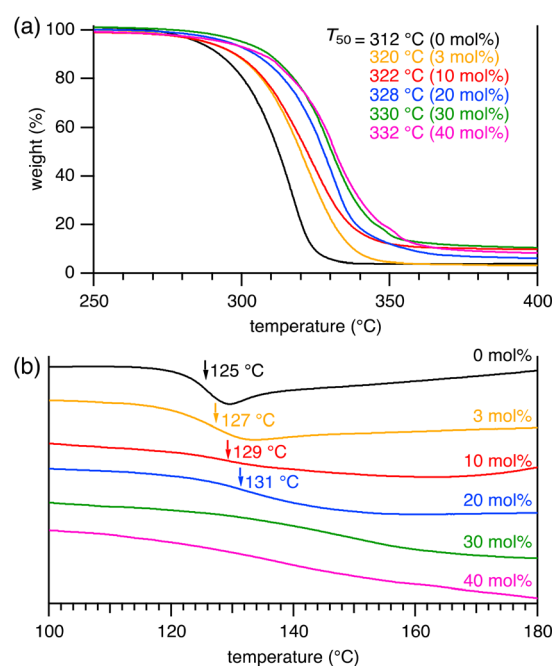 (a)
T50 = 312 °C (0 mol%)
320 °C (3 mol%)
322 °C (10 mol%)
328 °C (20 mol%)
330 °C (30 mol%)
332 °C (40 mol%)
weight (%)
100
80
60
40
20
0
250
300
350
400
temperature (°C)
(b)
0 mol%
125 °C
3 mol%
127 °C
129 °C
10 mol%
131 °C
20 mol%
30 mol%
40 mol%
100
120
140
160
180
temperature (°C)